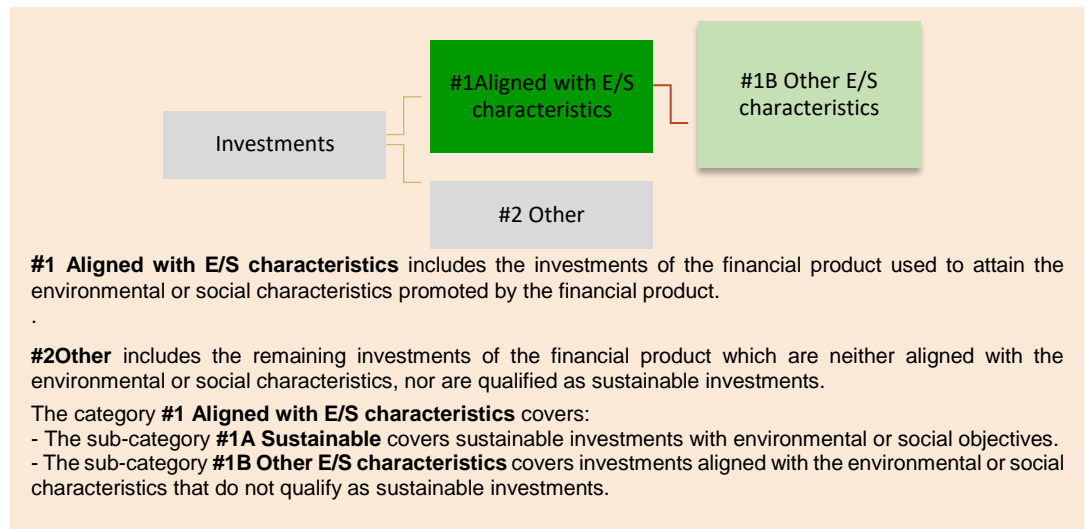 #1Aligned with E/S
characteristics
#1B Other E/S
characteristics
Investments
#2 Other
#1 Aligned with E/S characteristics includes the investments of the financial product used to attain the
environmental or social characteristics promoted by the financial product.
.
#2Other includes the remaining investments of the financial product which are neither aligned with the
environmental or social characteristics, nor are qualified as sustainable investments.
The category #1 Aligned with E/S characteristics covers:
- The sub-category #1A Sustainable covers sustainable investments with environmental or social objectives.
- The sub-category #1B Other E/S characteristics covers investments aligned with the environmental or social
characteristics that do not qualify as sustainable investments.